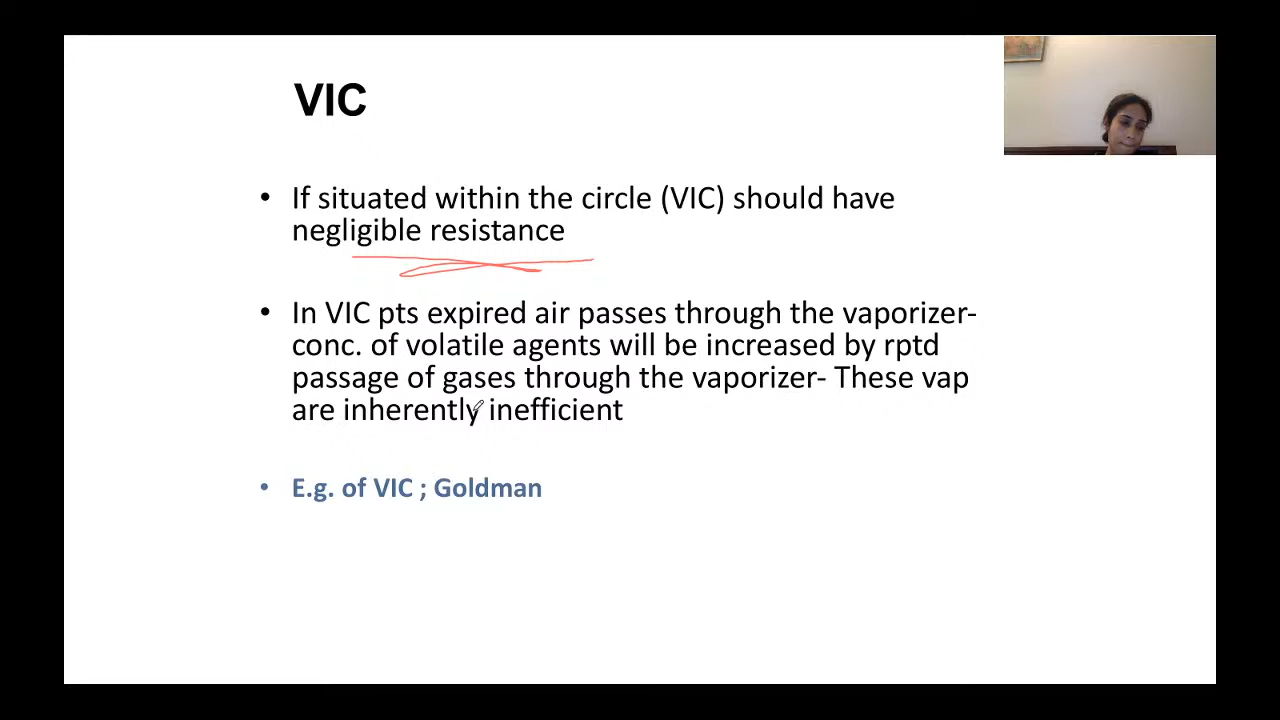 VIC
• If situated within the circle (VIC) should have
negligible resistance
• In VIC pts expired air passes through the vaporizer-
conc. of volatile agents will be increased by rptd
passage of gases through the vaporizer- These vap
are inherently inefficient
• E.g. of VIC ; Goldman